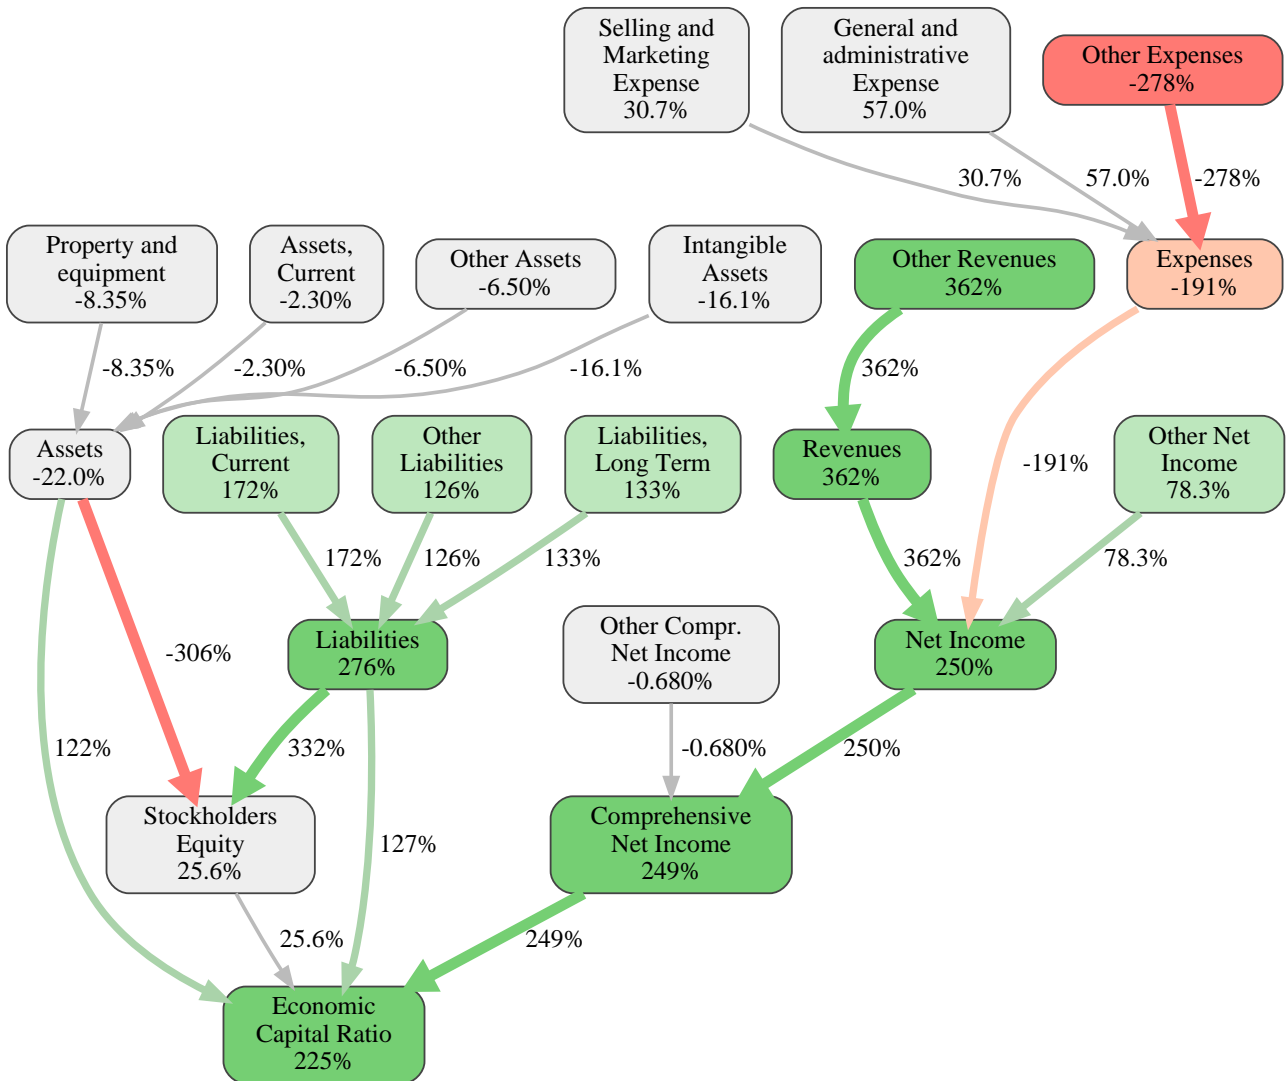 Selling and
Marketing
Expense
30.7%
General and
administrative
Expense
57.0%
Other Expenses
-278%
30.7%
57.0%
-278%
Property and
equipment
-8.35%
Assets,
Current
-2.30%
Other Assets
-6.50%
Intangible
Assets
-16.1%
Other Revenues
362%
Expenses
-191%
-8.35%
-2.30%
-6.50%
-16.1%
362%
Assets
-22.0%
Liabilities,
Current
172%
Other
Liabilities
126%
Liabilities,
Long Term
133%
Revenues
362%
-191%
Other Net
Income
78.3%
172%
126%
133%
362%
78.3%
-306%
Liabilities
276%
Other Compr.
Net Income
-0.680%
Net Income
250%
122%
332%
-0.680%
250%
Stockholders
Equity
25.6%
127%
Comprehensive
Net Income
249%
25.6%
249%
Economic
Capital Ratio
225%